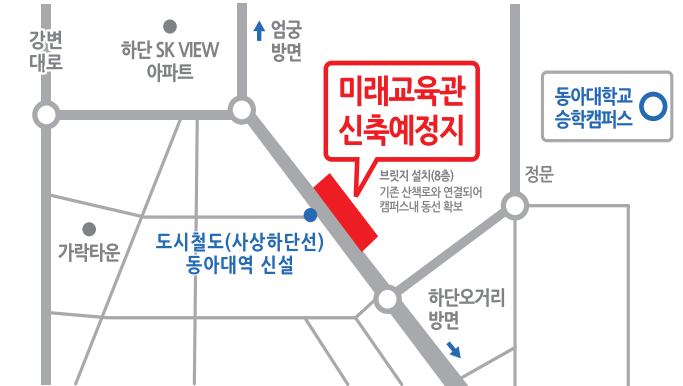 강변
대로
하단 SK VIEW
아파트
엄궁
방면
미래교육관
신축예정지
동아대학교
승학캠퍼스
브릿지 설치(8층)
기존 산책로와 연결되어
캠퍼스내 동선 확보
정문
도시철도(사상하단선)
동아대역 신설
가락타운
하단오거리
방면